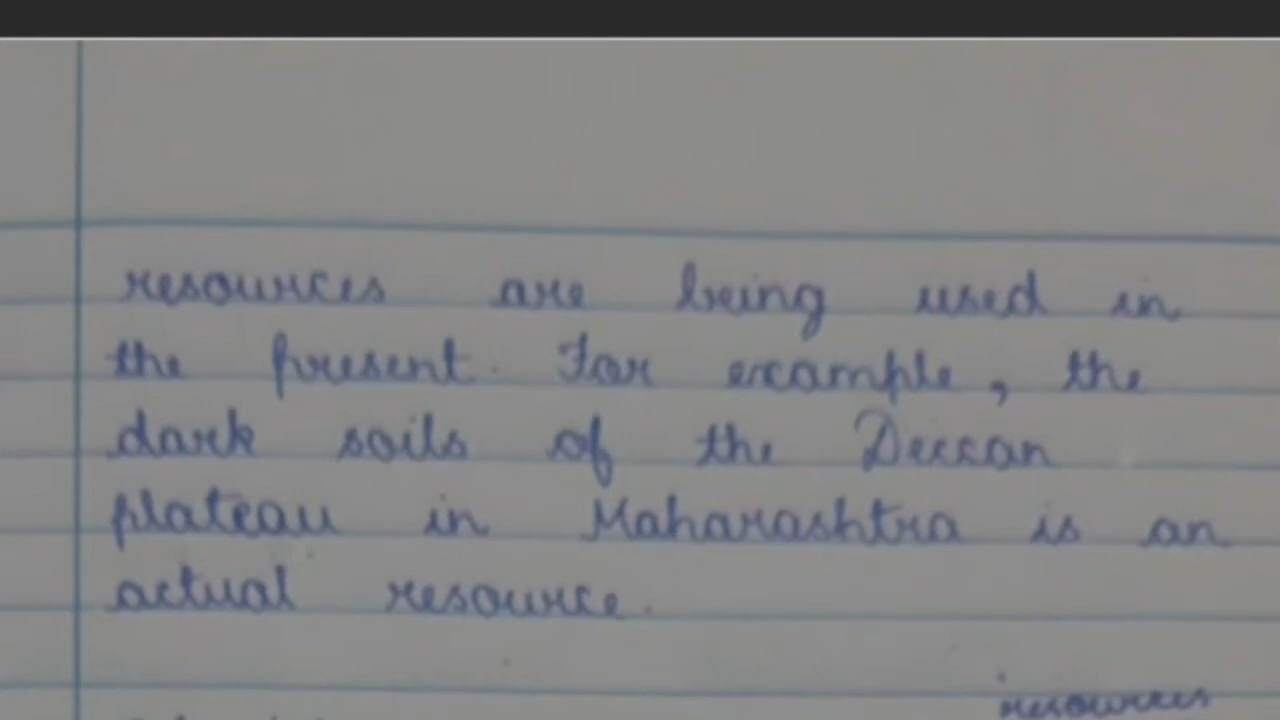 resources are being used in
the present. For example, the
dark soils of the Deccan
plateau in Maharashtra is an
actual resource.
resources